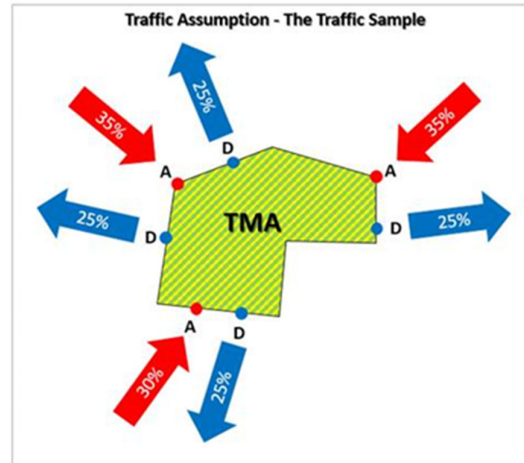 Traffic Assumption - The Traffic Sample
25%
35%
35%
D
A
A
25%
D
TMA
D
25%
A
D
30%
25%